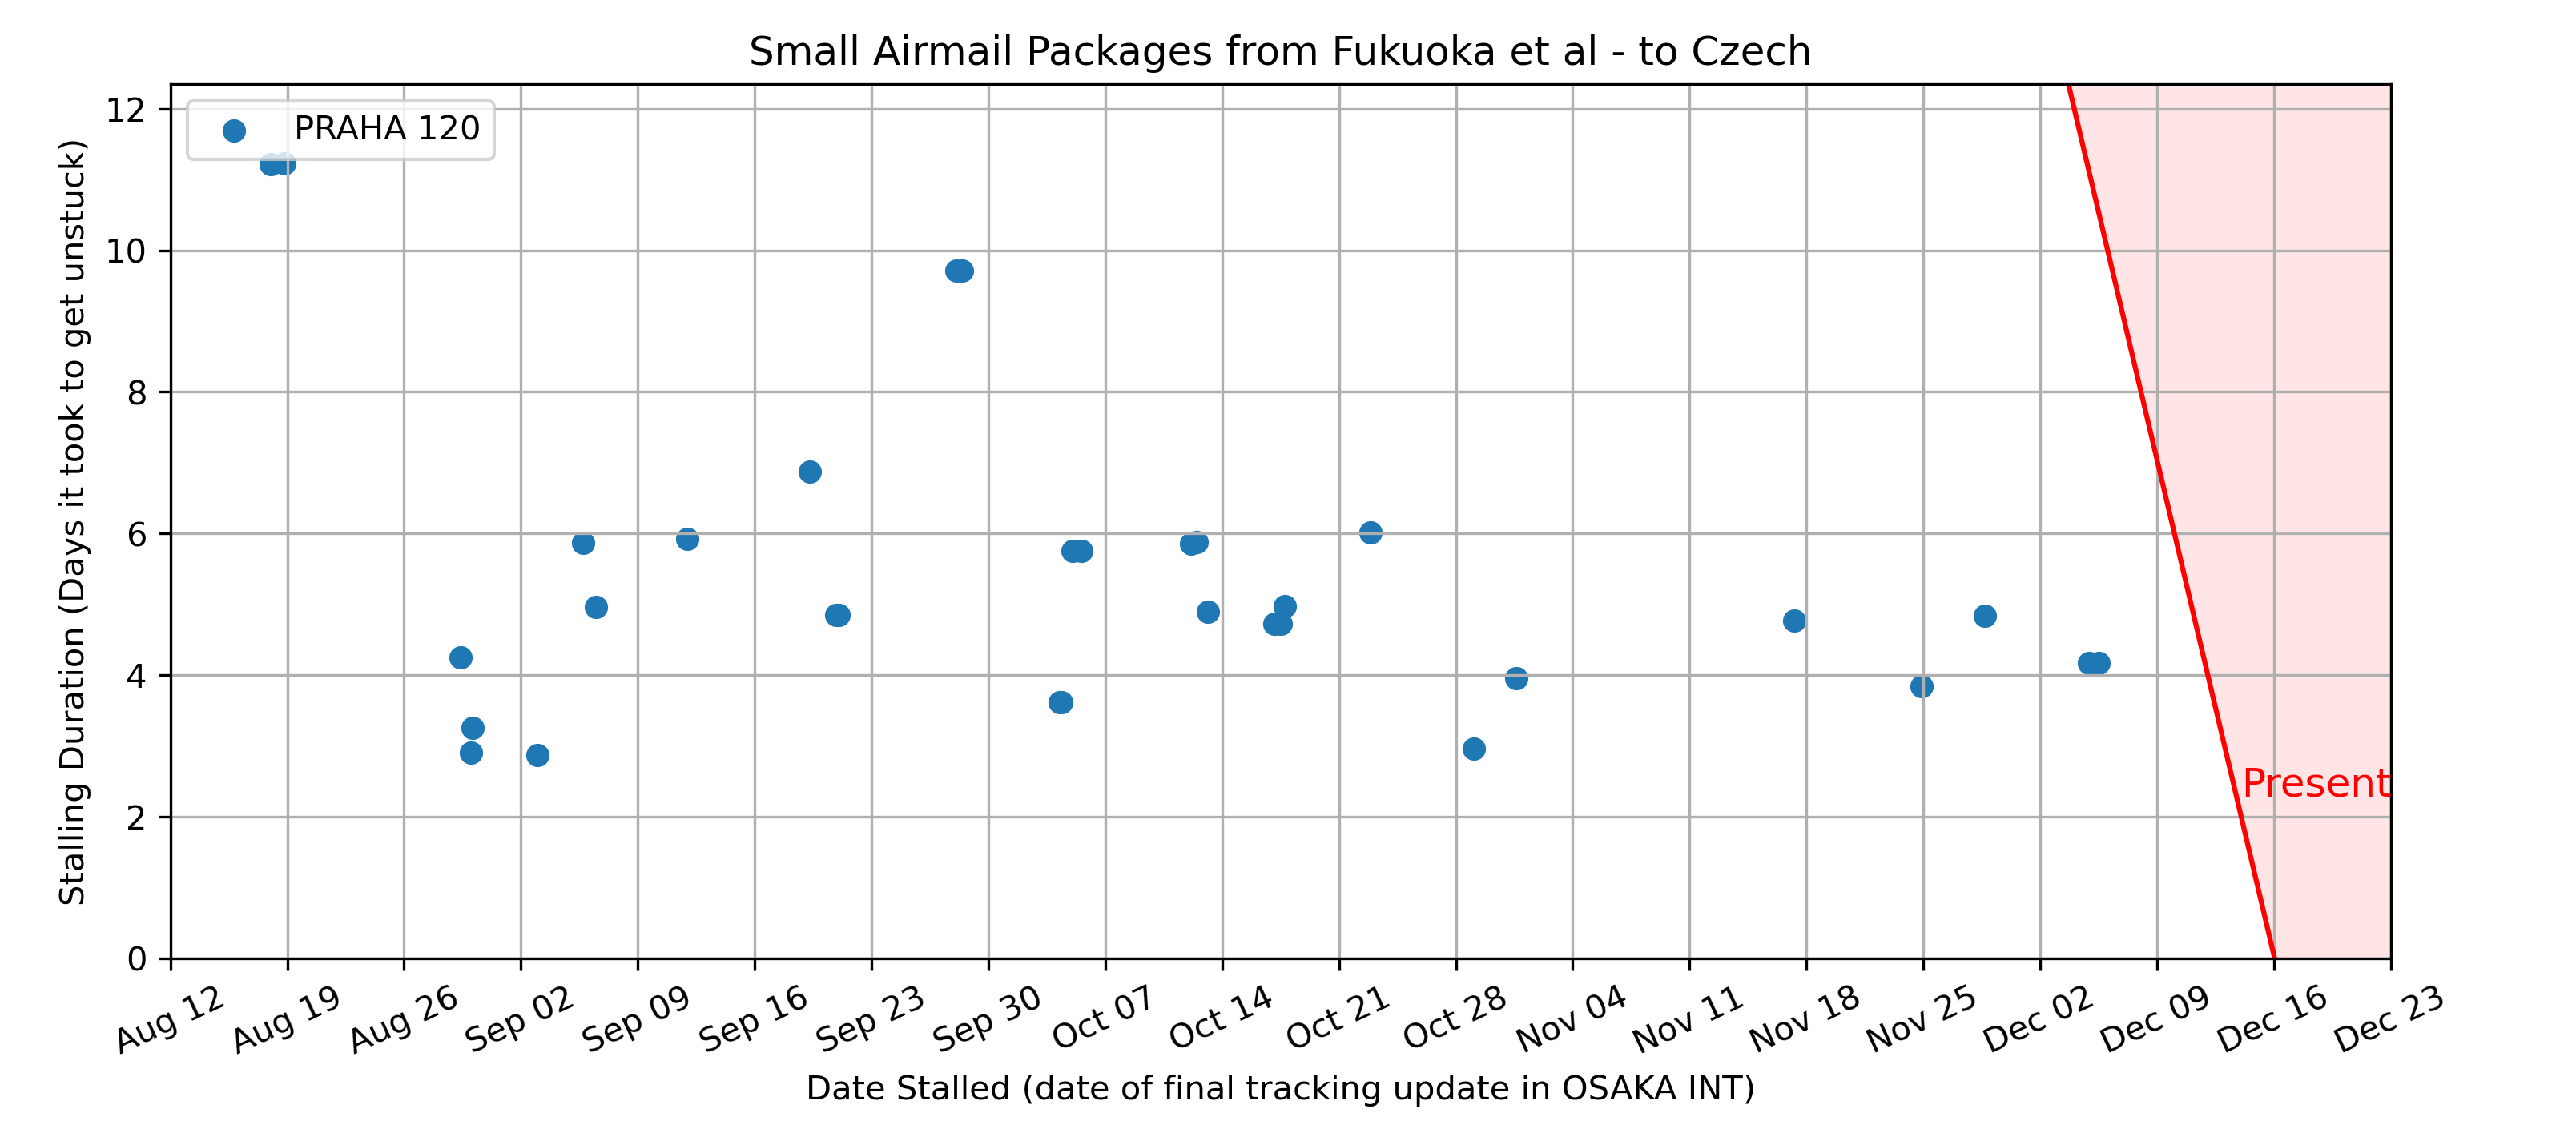 Small Airmail Packages from Fukuoka et al - to Czech
PRAHA 120
Stalling Duration (Days it took to get unstuck)
12
10
8
6
4
2
0
Present
Aug 12
Aug 19
Aug 26
Sep 02
Sep 09
Sep 16
Sep 23
Sep 30
Oct 07
Oct 14
Oct 21
Oct 28
Nov 04
Nov 11
Nov 18
Nov 25
Dec 02
Dec 09
Dec 16
Dec 23
Date Stalled (date of final tracking update in OSAKA INT)